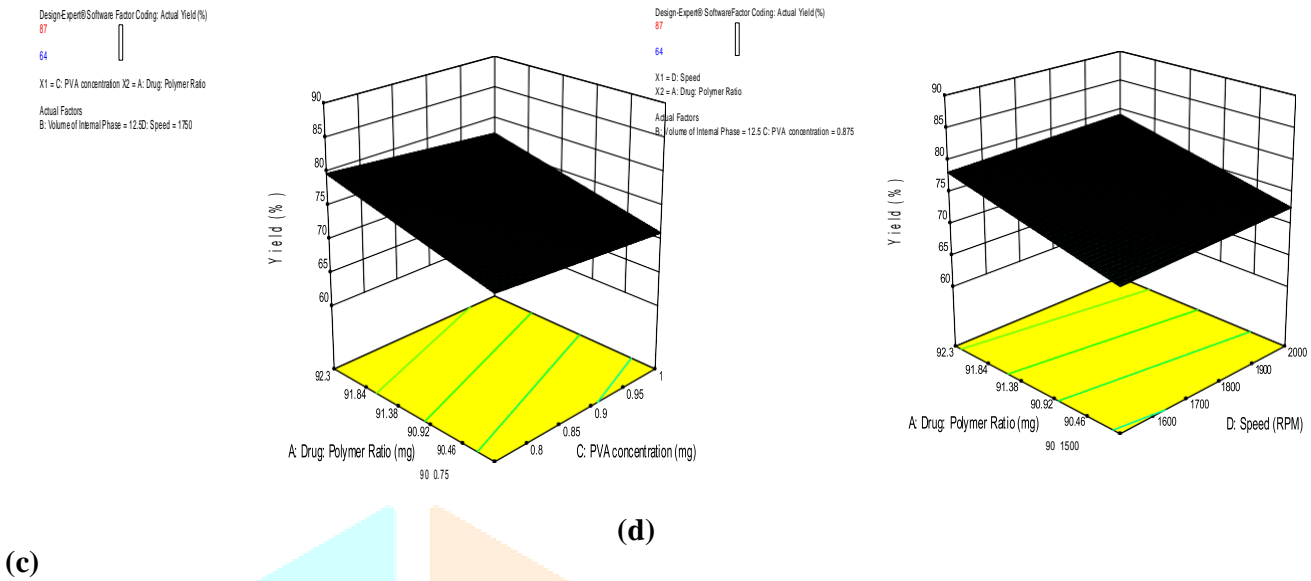 Design-Expert® Software Factor Coding: Actual Yield (%)
87
64
X1 = C: PVA concentration X2 = A: Drug: Polymer Ratio
Actual Factors
B: Volume of Internal Phase = 12.5D: Speed = 1750
90
85
80
75
70
65
60
Yield (%)
92.3
91.84
91.38
90.92
90.46
90 0.75
0.8
0.85
0.9
0.95
1
A: Drug: Polymer Ratio (mg)
C: PVA concentration (mg)
(c)
Design-Expert® SoftwareFactor Coding: Actual Yield (%)
87
64
X1 = D: Speed
X2 = A: Drug: Polymer Ratio
Actual Factors
B: Volume of Internal Phase = 12.5 C: PVA concentration = 0.875
90
85
80
75
70
65
60
Yield (%)
92.3
91.84
91.38
90.92
90.46
90 1500
1600
1700
1800
1900
2000
A: Drug: Polymer Ratio (mg)
D: Speed (RPM)
(d)